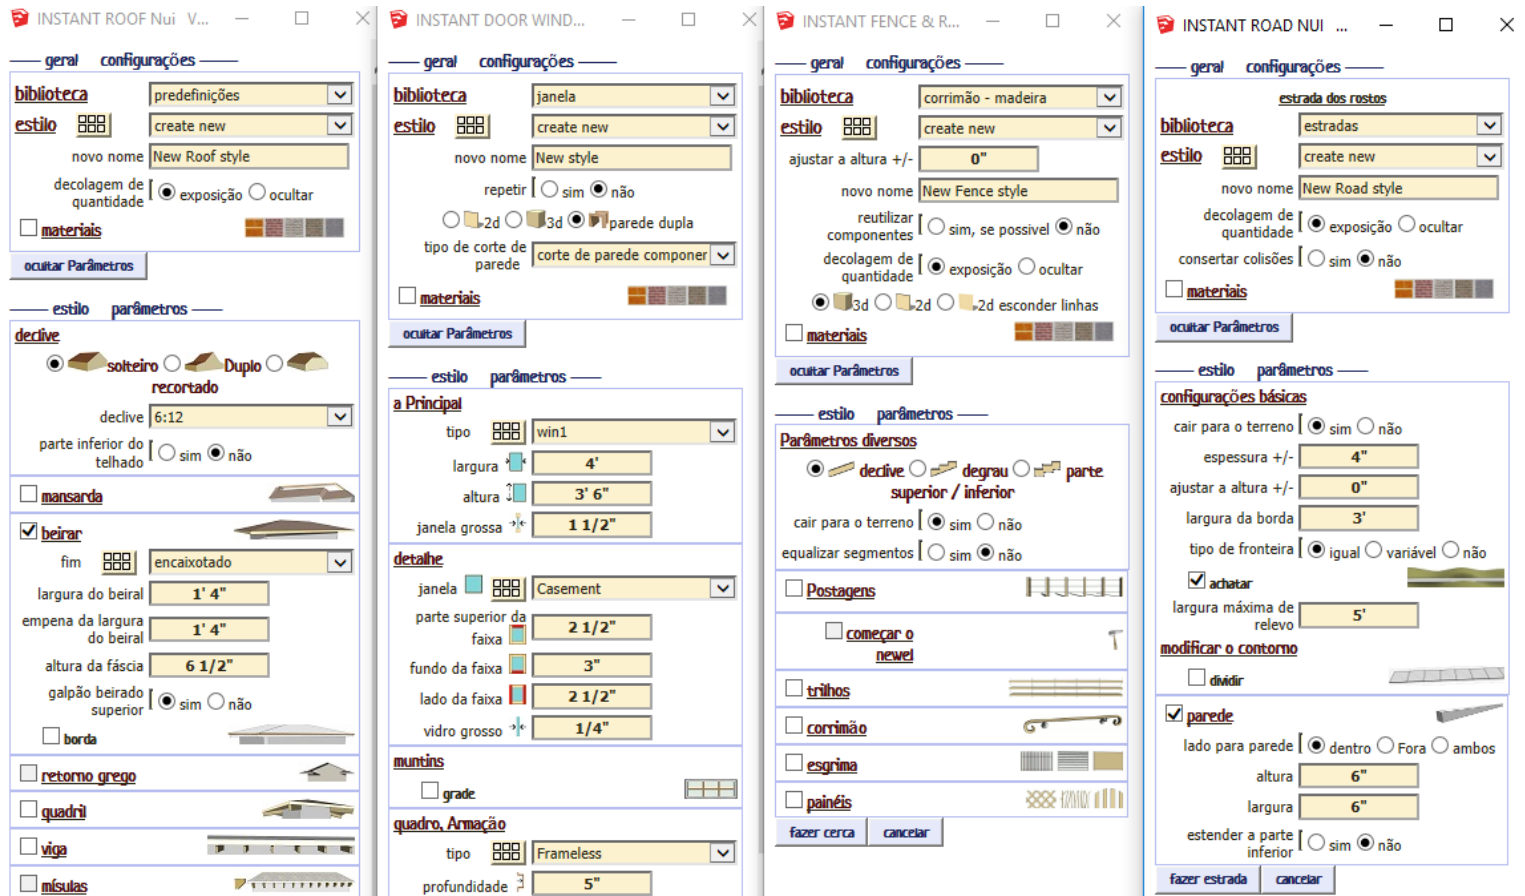 INSTANT ROOF Nui V...
geral configurações
biblioteca predefinições
estilo create new
novo nome New Roof style
decolagem de
quantidade exposição ocultar
materiais
ocultar Parâmetros
estilo parâmetros
declive
solteiro Duplo
recortado
declive 6:12
parte inferior do
telhado sim não
mansarda
beirar
fim encaixotado
largura do beiral 1' 4"
empena da largura
do beiral 1' 4"
altura da fáscia 6 1/2"
galpão beirado
superior sim não
borda
retorno grego
quadril
viga
mísulas
INSTANT DOOR WIND...
geral configurações
biblioteca janela
estilo create new
novo nome New style
repetir sim não
2d 3d parede dupla
tipo de corte de
parede corte de parede componer
materiais
ocultar Parâmetros
estilo parâmetros
a Principal
tipo win1
largura 4'
altura 3' 6"
janela grossa 1 1/2"
detalhe
janela Casement
parte superior da
faixa 2 1/2"
fundo da faixa 3"
lado da faixa 2 1/2"
vidro grosso 1/4"
muntins
grade
quadro, Armação
tipo Frameless
profundidade 5"
INSTANT FENCE & R...
geral configurações
biblioteca corrimão - madeira
estilo create new
ajustar a altura +/- 0"
novo nome New Fence style
reutilizar
componentes sim, se possivel não
decolagem de
quantidade exposição ocultar
3d 2d 2d esconder linhas
materiais
ocultar Parâmetros
estilo parâmetros
Parâmetros diversos
declive degrau parte
superior / inferior
cair para o terreno sim não
equalizar segmentos sim não
Postagens
começar o
newel
trilhos
corrimão
esgrima
painéis
fazer cerca cancelar
INSTANT ROAD NUI ...
geral configurações
estrada dos rostos
biblioteca estradas
estilo create new
novo nome New Road style
decolagem de
quantidade exposição ocultar
consertar colisões sim não
materiais
ocultar Parâmetros
estilo parâmetros
configurações básicas
cair para o terreno sim não
espessura +/- 4"
ajustar a altura +/- 0"
largura da borda 3'
tipo de fronteira igual variável não
achatar
largura máxima de
relevo 5'
modificar o contorno
dividir
parede
lado para parede dentro Fora ambos
altura 6"
largura 6"
estender a parte
inferior sim não
fazer estrada cancelar